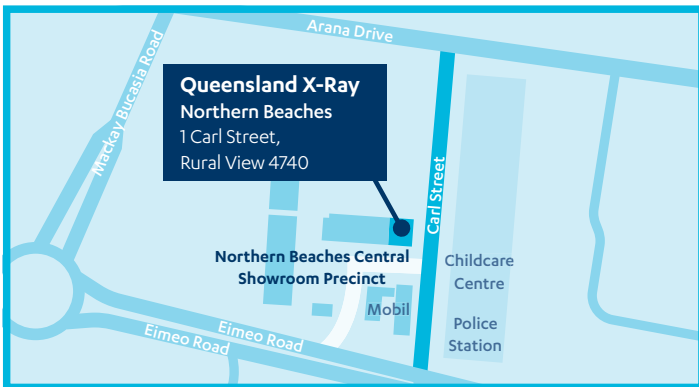 Arana Drive
Mackay Bucasia Road
Queensland X-Ray
Northern Beaches
1 Carl Street,
Rural View 4740
Carl Street
Northern Beaches Central
Showroom Precinct
Childcare
Centre
Mobil
Police
Station
Eimeo Road
Eimeo Road